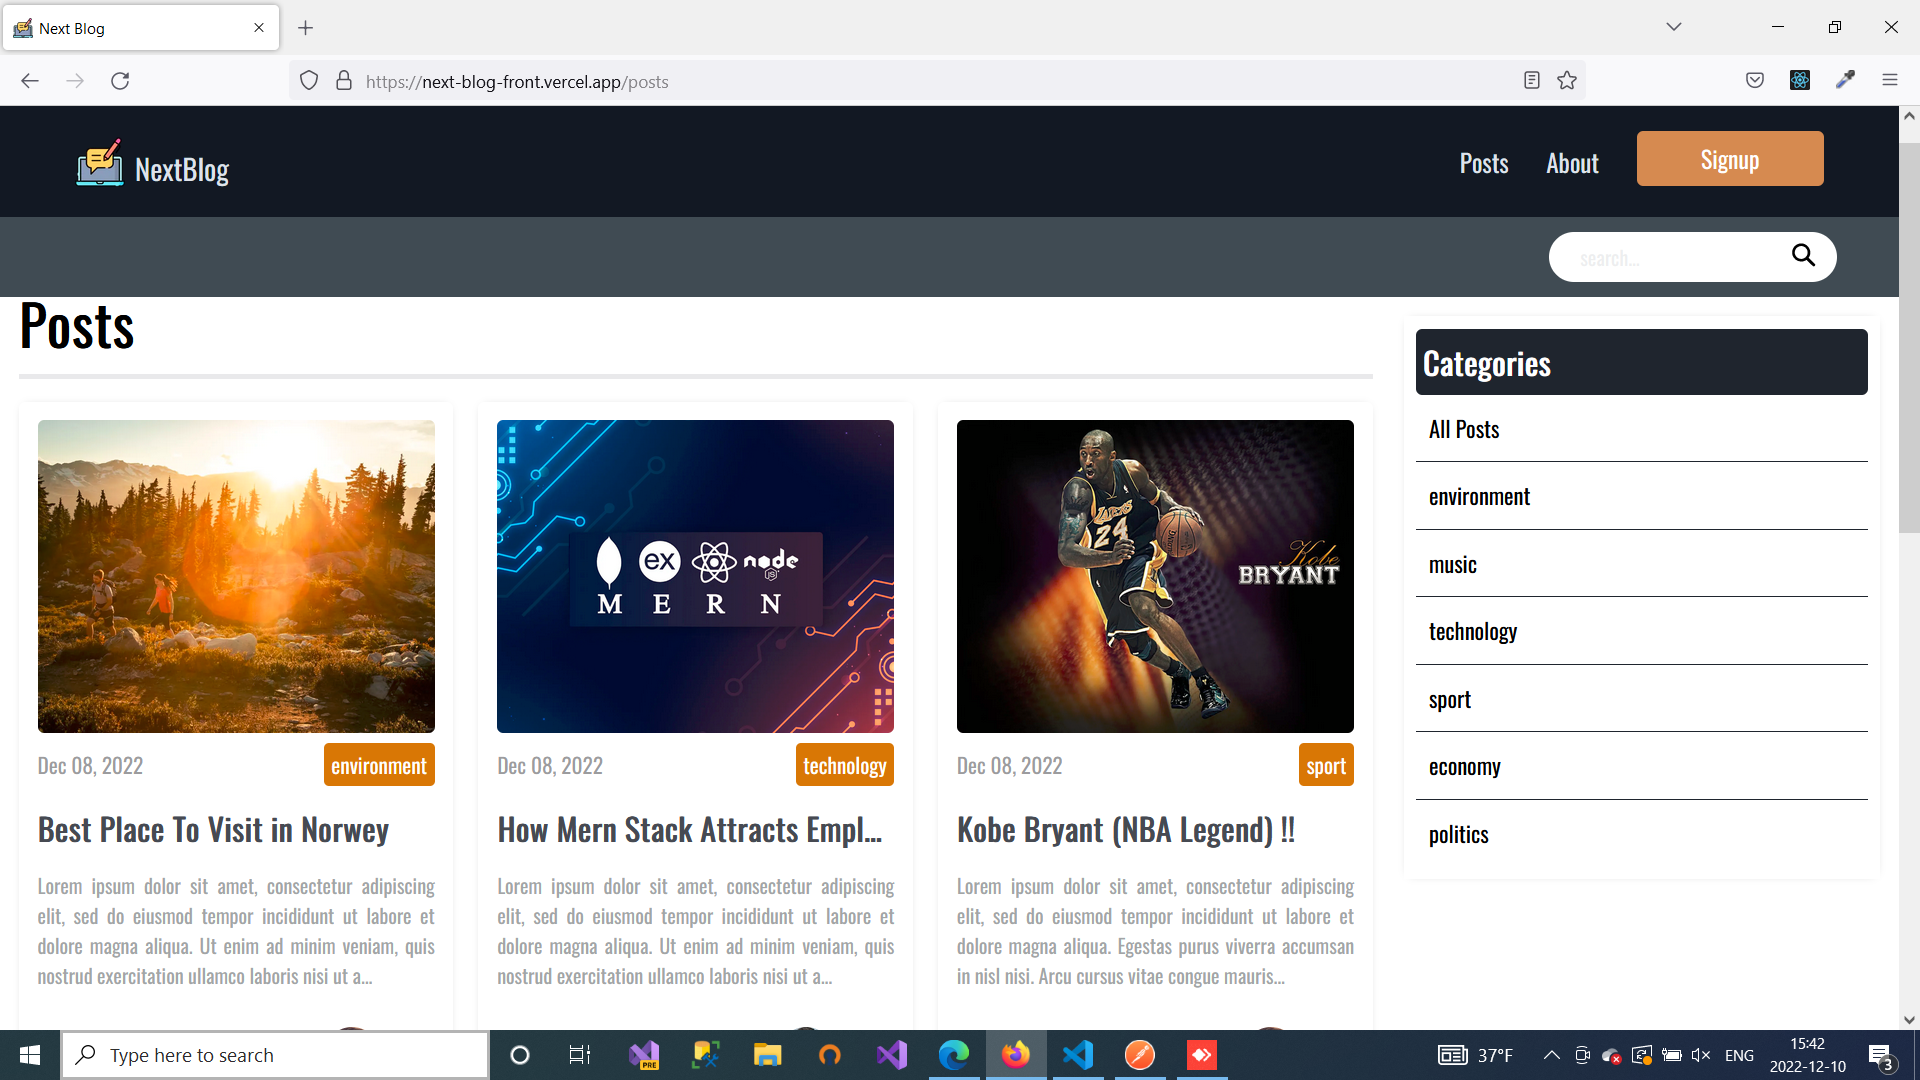 Next Blog
https://next-blog-front.vercel.app/posts
NextBlog
Posts
About
Signup
search...
Posts
Categories
All Posts
environment
music
technology
sport
economy
politics
M E R N
ex
node
JS
LAKERS
24
SPALDING
Kobe
BRYANT
Dec 08, 2022
environment
Best Place To Visit in Norwey
Lorem ipsum dolor sit amet, consectetur adipiscing
elit, sed do eiusmod tempor incididunt ut labore et
dolore magna aliqua. Ut enim ad minim veniam, quis
nostrud exercitation ullamco laboris nisi ut a...
Dec 08, 2022
technology
How Mern Stack Attracts Empl...
Lorem ipsum dolor sit amet, consectetur adipiscing
elit, sed do eiusmod tempor incididunt ut labore et
dolore magna aliqua. Ut enim ad minim veniam, quis
nostrud exercitation ullamco laboris nisi ut a...
Dec 08, 2022
sport
Kobe Bryant (NBA Legend) !!
Lorem ipsum dolor sit amet, consectetur adipiscing
elit, sed do eiusmod tempor incididunt ut labore et
dolore magna aliqua. Egestas purus viverra accumsan
in nisl nisi. Arcu cursus vitae congue mauris...
Type here to search
PRE
37°F
ENG
15:42
2022-12-10
3